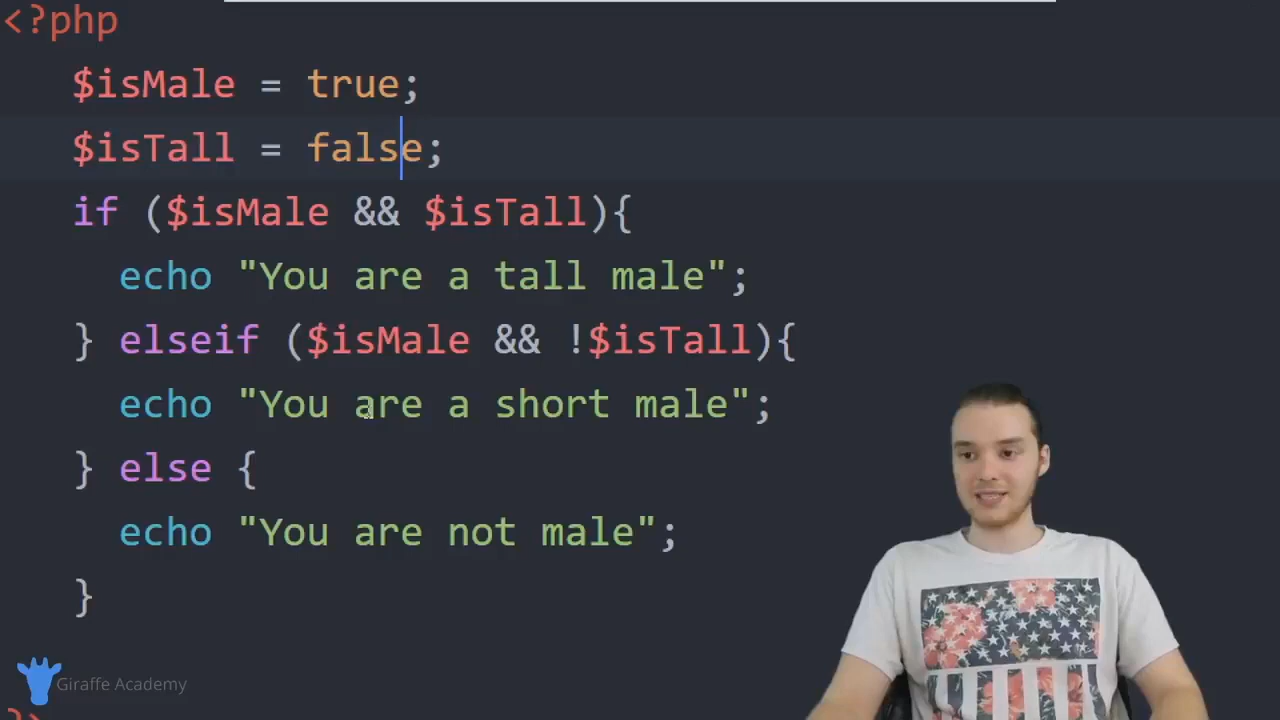 <?php
$isMale = true;
$isTall = false;
if ($isMale && $isTall){
echo "You are a tall male";
} elseif ($isMale && !$isTall){
echo "You are a short male";
} else {
echo "You are not male";
}
Giraffe Academy
?>